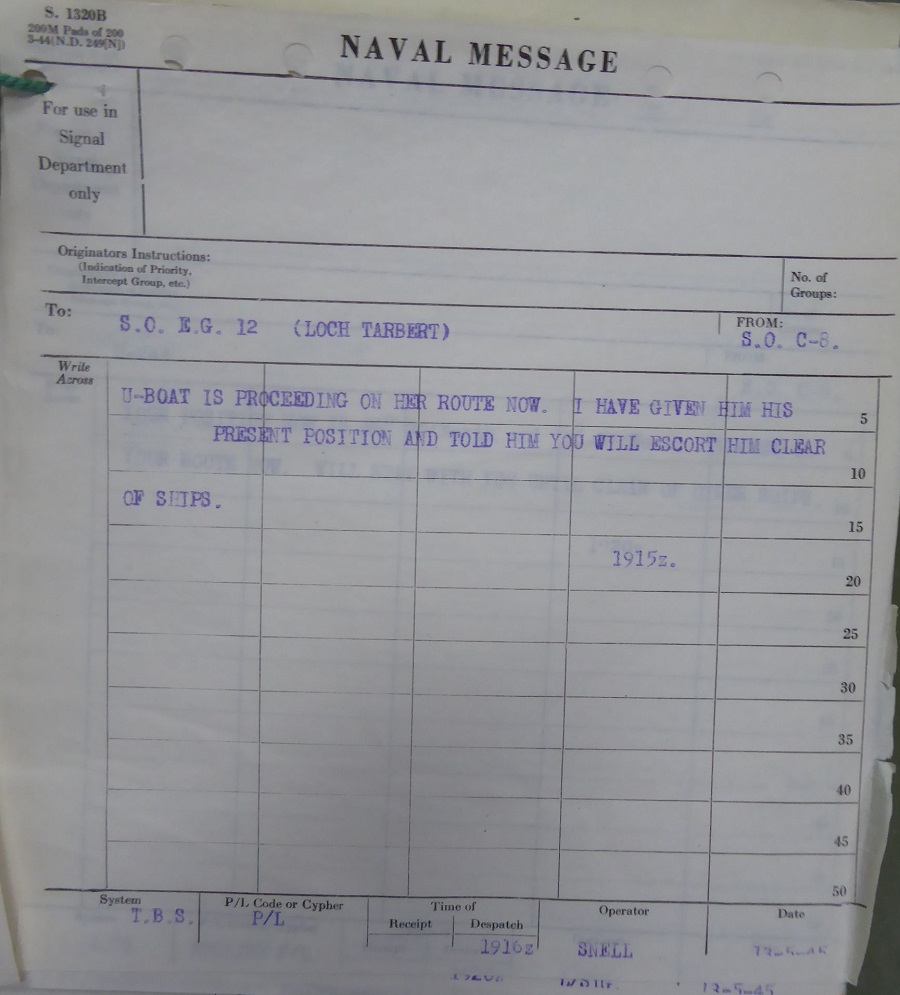 S. 1320B
200M Pads of 200
3-44(N.D. 249[N])
NAVAL MESSAGE
For use in
Signal
Department
only
Originators Instructions:
(Indication of Priority,
Intercept Group, etc.)
No. of
Groups:
To:
S.O. E.G. 12 (LOCH TARBERT)
FROM:
S.O. C-8.
Write
Across
U-BOAT IS PROCEEDING ON HER ROUTE NOW. I HAVE GIVEN HIM HIS
5
PRESENT POSITION AND TOLD HIM YOU WILL ESCORT HIM CLEAR
10
OF SHIPS.
15
1915z.
20
25
30
35
40
45
50
System
T.B.S.
P/L Code or Cypher
P/L
Time of
Receipt
Despatch
1916z
Operator
SNELL
Date
13-5-45